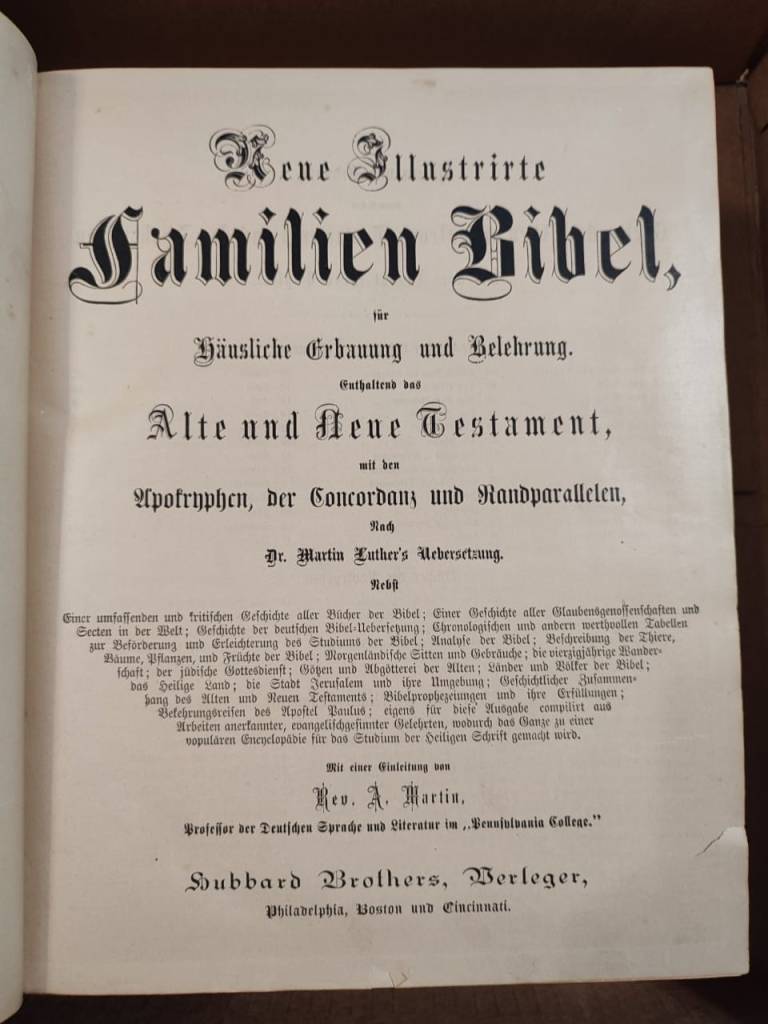 Neue Illustrirte
Familien Bibel,
für
Häusliche Erbauung und Belehrung.
Enthaltend das
Alte und Neue Testament,
mit den
Apokryphen, der Concordanz und Randparallelen,
Nach
Dr. Martin Luther's Uebersetzung.
Nebst
Einer umfassenden und kritischen Geschichte aller Bücher der Bibel; Einer Geschichte aller Glaubensgenossenschaften und
Secten in der Welt; Geschichte der deutschen Bibel-Uebersetzung; Chronologischen und andern werthvollen Tabellen
zur Beförderung und Erleichterung des Studiums der Bibel; Analyse der Bibel; Beschreibung der Thiere,
Bäume, Pflanzen, und Früchte der Bibel; Morgenländische Sitten und Gebräuche; die vierzigjährige Wander-
schaft; der jüdische Gottesdienst; Götzen und Abgötterei der Alten; Länder und Völker der Bibel;
das Heilige Land; die Stadt Jerusalem und ihre Umgebung; Geschichtlicher Zusammen-
hang des Alten und Neuen Testaments; Bibelprophezeiungen und ihre Erfüllungen;
Bekehrungsreisen des Apostel Paulus; eigens für diese Ausgabe compilirt aus
Arbeiten anerkannter, evangelischgesinnter Gelehrten, wodurch das Ganze zu einer
populären Encyclopädie für das Studium der Heiligen Schrift gemacht wird.
Mit einer Einleitung von
Rev. A. Martin,
Professor der Deutschen Sprache und Literatur im „Pennsylvania College."
Hubbard Brothers, Verleger,
Philadelphia, Boston und Cincinnati.